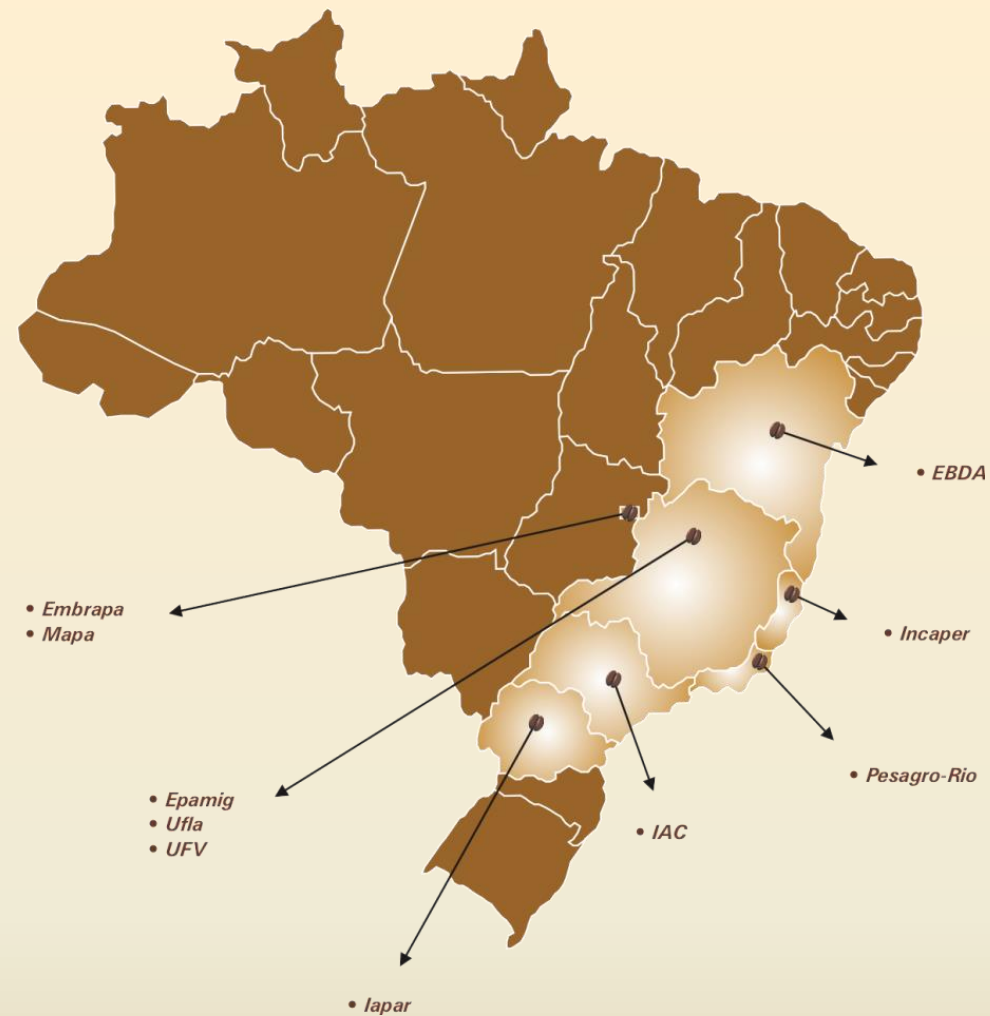 • EBDA
• Embrapa
• Mapa
• Incaper
• Pesagro-Rio
• Epamig
• Ufla
• UFV
• IAC
• Iapar